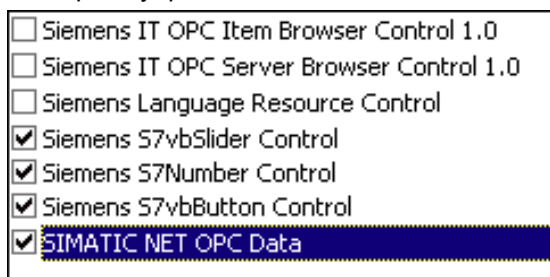 Siemens IT OPC Item Browser Control 1.0
Siemens IT OPC Server Browser Control 1.0
Siemens Language Resource Control
Siemens S7vbSlider Control
Siemens S7Number Control
Siemens S7vbButton Control
SIMATIC NET OPC Data